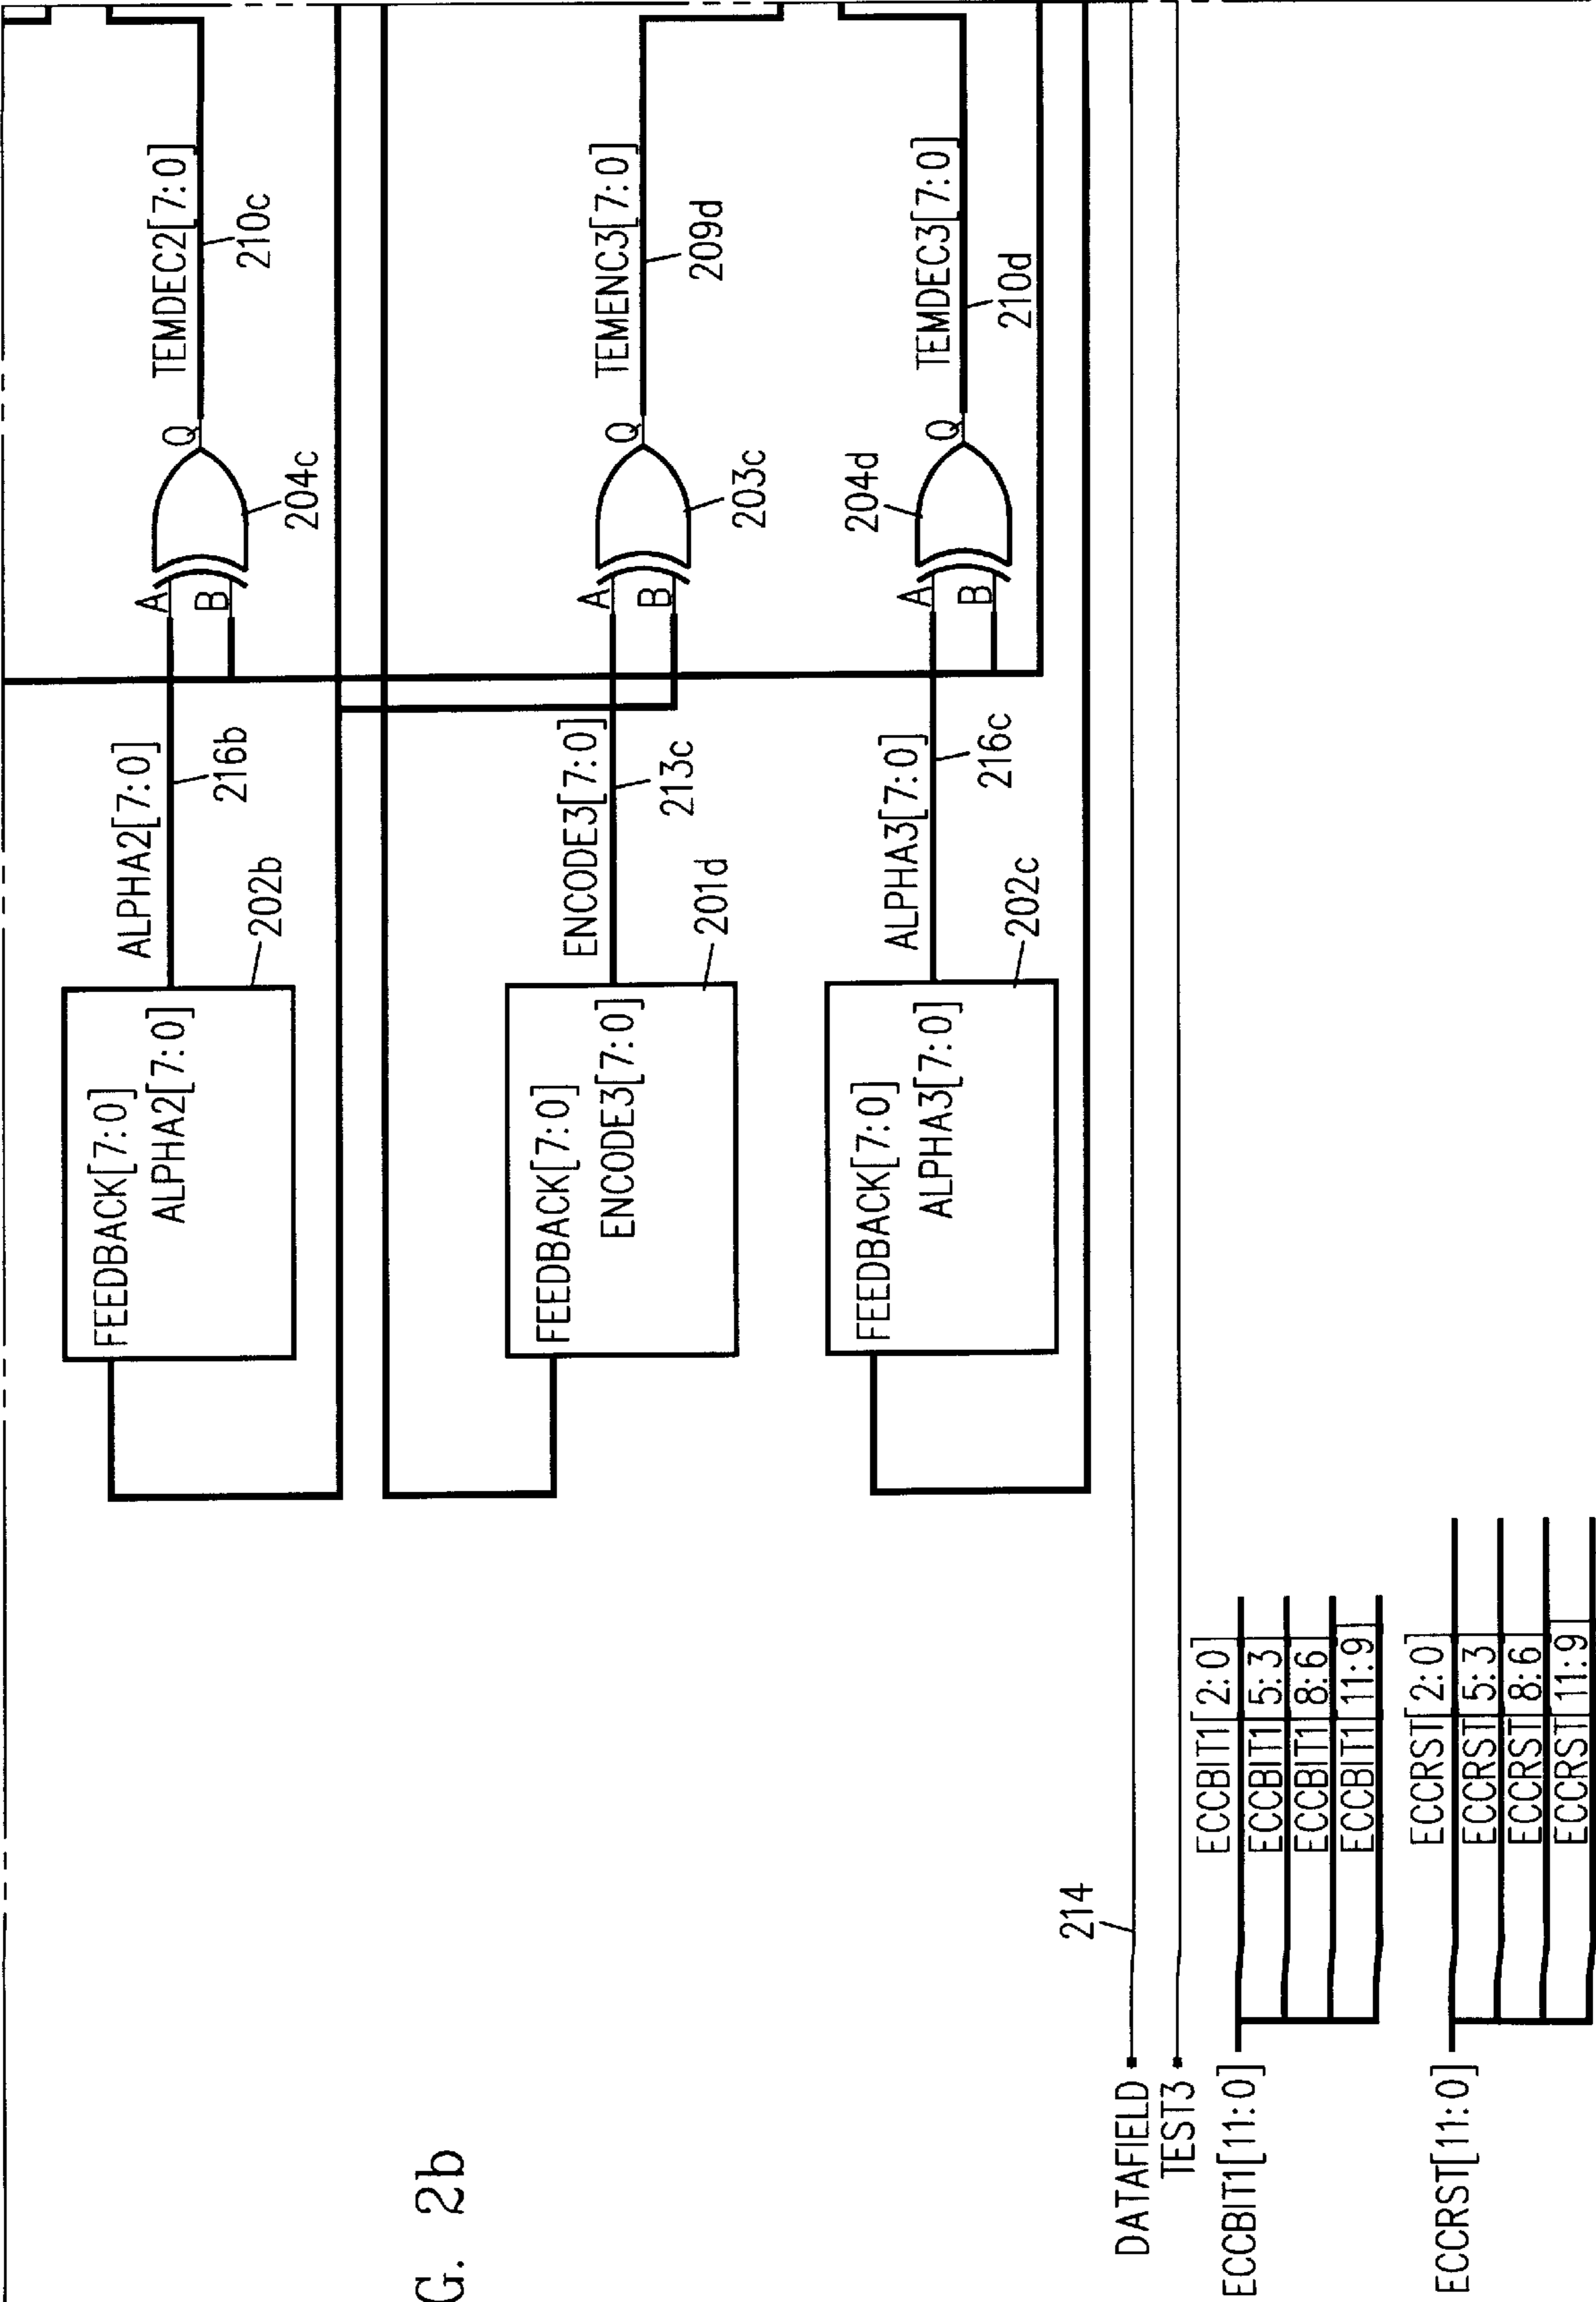 FEEDBACK[7:0]
ALPHA2[7:0]
202b
ALPHA2[7:0]
216b
A
B
Q
204c
TEMDEC2[7:0]
210c
FEEDBACK[7:0]
ENCODE3[7:0]
201d
ENCODE3[7:0]
213c
A
B
Q
203c
TEMENC3[7:0]
209d
FEEDBACK[7:0]
ALPHA3[7:0]
202c
ALPHA3[7:0]
216c
A
B
Q
204d
TEMDEC3[7:0]
210d
G. 2b
DATAFIELD
214
TEST3
ECCBIT1[11:0]
ECCBIT1[2:0]
ECCBIT1[5:3]
ECCBIT1[8:6]
ECCBIT1[11:9]
ECCRST[11:0]
ECCRST[2:0]
ECCRST[5:3]
ECCRST[8:6]
ECCRST[11:9]